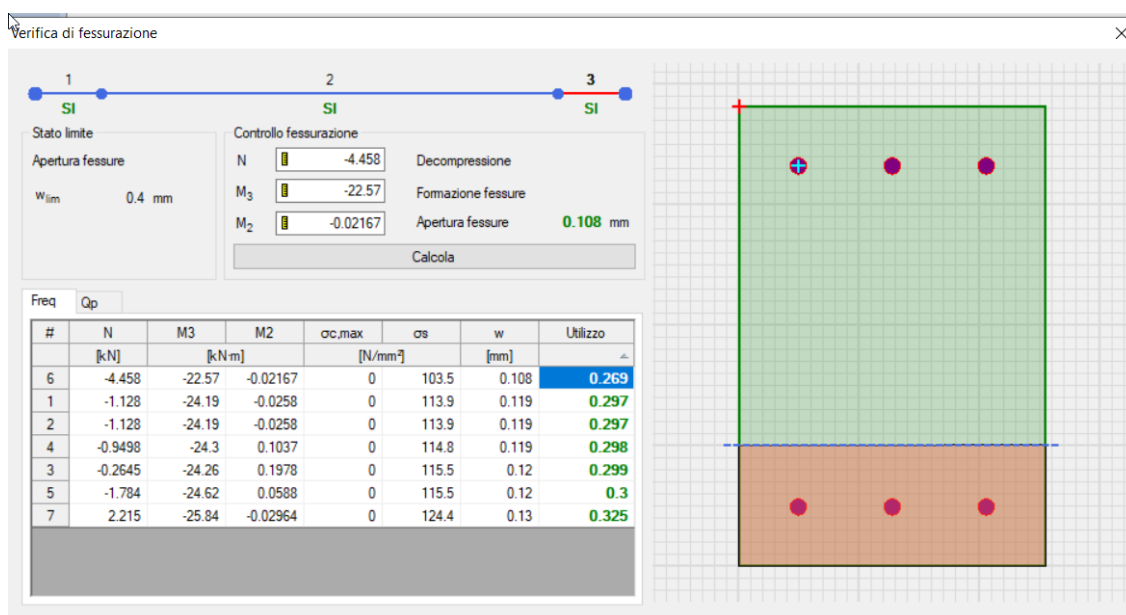 Verifica di fessurazione
1 2 3
SI SI SI
Stato limite
Apertura fessure
wlim 0.4 mm
Controllo fessurazione
N -4.458 Decompressione
M3 -22.57 Formazione fessure
M2 -0.02167 Apertura fessure 0.108 mm
Calcola
Freq Qp
# N M3 M2 σc,max σs w Utilizzo
[kN] [kN·m] [N/mm²] [mm]
6 -4.458 -22.57 -0.02167 0 103.5 0.108 0.269
1 -1.128 -24.19 -0.0258 0 113.9 0.119 0.297
2 -1.128 -24.19 -0.0258 0 113.9 0.119 0.297
4 -0.9498 -24.3 0.1037 0 114.8 0.119 0.298
3 -0.2645 -24.26 0.1978 0 115.5 0.12 0.299
5 -1.784 -24.62 0.0588 0 115.5 0.12 0.3
7 2.215 -25.84 -0.02964 0 124.4 0.13 0.325